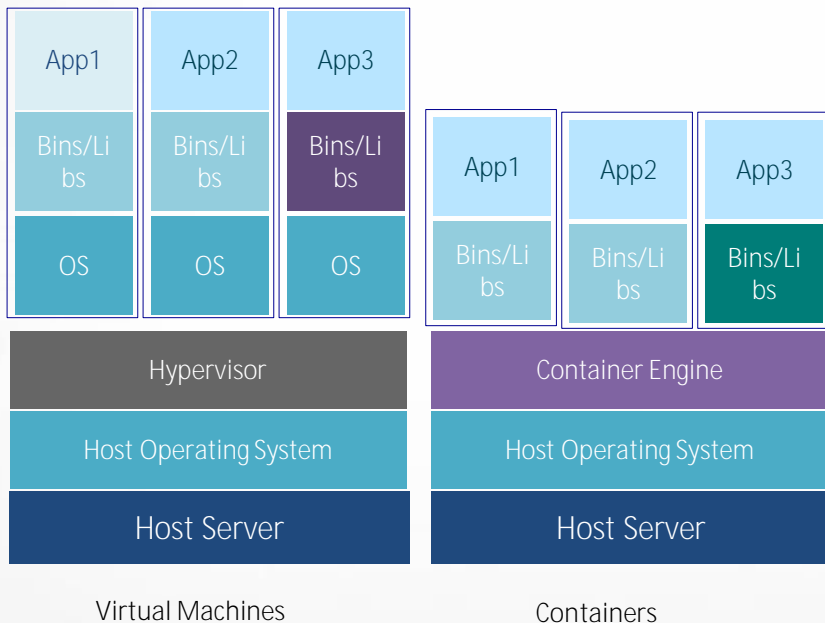 App1
App2
App3
Bins/Li
bs
Bins/Li
bs
Bins/Li
bs
OS
OS
OS
Hypervisor
Host Operating System
Host Server
Virtual Machines
App1
App2
App3
Bins/Li
bs
Bins/Li
bs
Bins/Li
bs
Container Engine
Host Operating System
Host Server
Containers